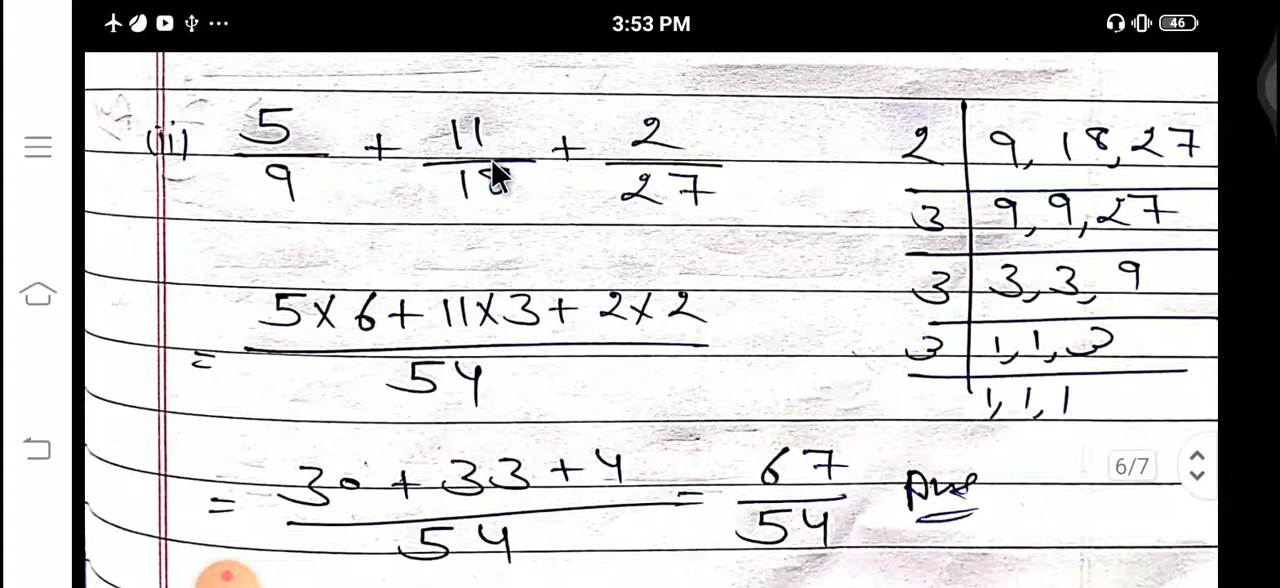 3:53 PM
46
(iii) 5/9 + 11/18 + 2/27
2 | 9, 18, 27
3 | 9, 9, 27
3 | 3, 3, 9
3 | 1, 1, 3
1, 1, 1
= 5×6+11×3+2×2 / 54
= 30+33+4 / 54 = 67/54 Ans
6/7